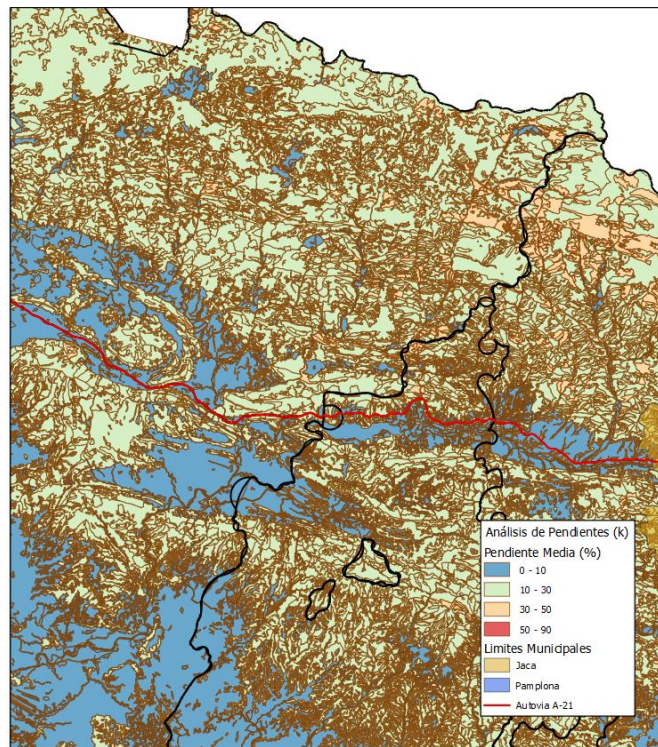 Análisis de Pendientes (k)
Pendiente Media (%)
0 - 10
10 - 30
30 - 50
50 - 90
Limites Municipales
Jaca
Pamplona
Autovia A-21